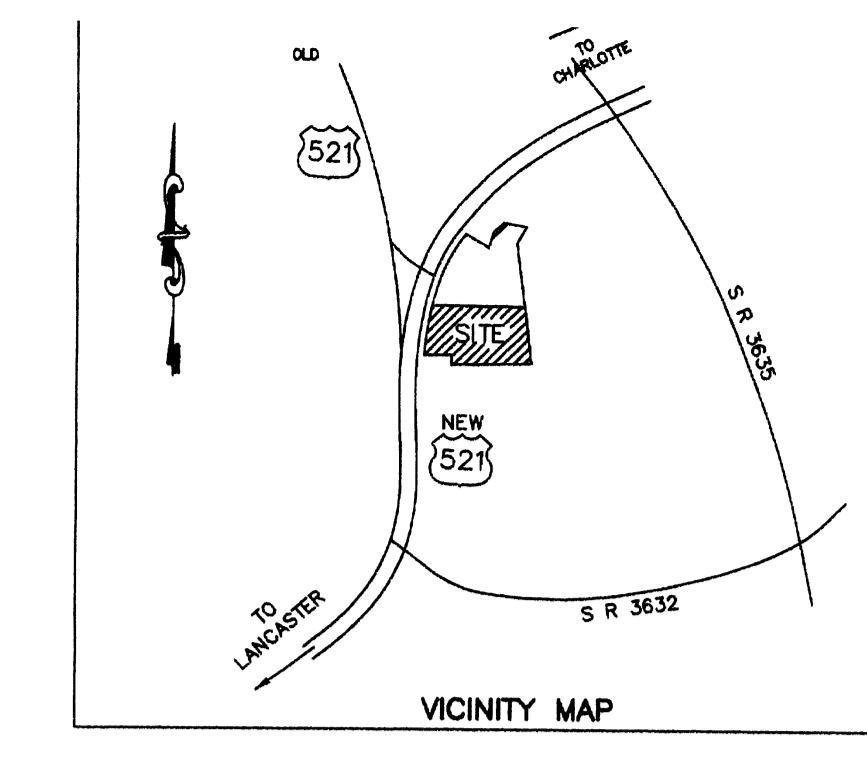 OLD
521
TO
CHARLOTTE
SITE
S R 3635
NEW
521
S R 3632
TO
LANCASTER
VICINITY MAP